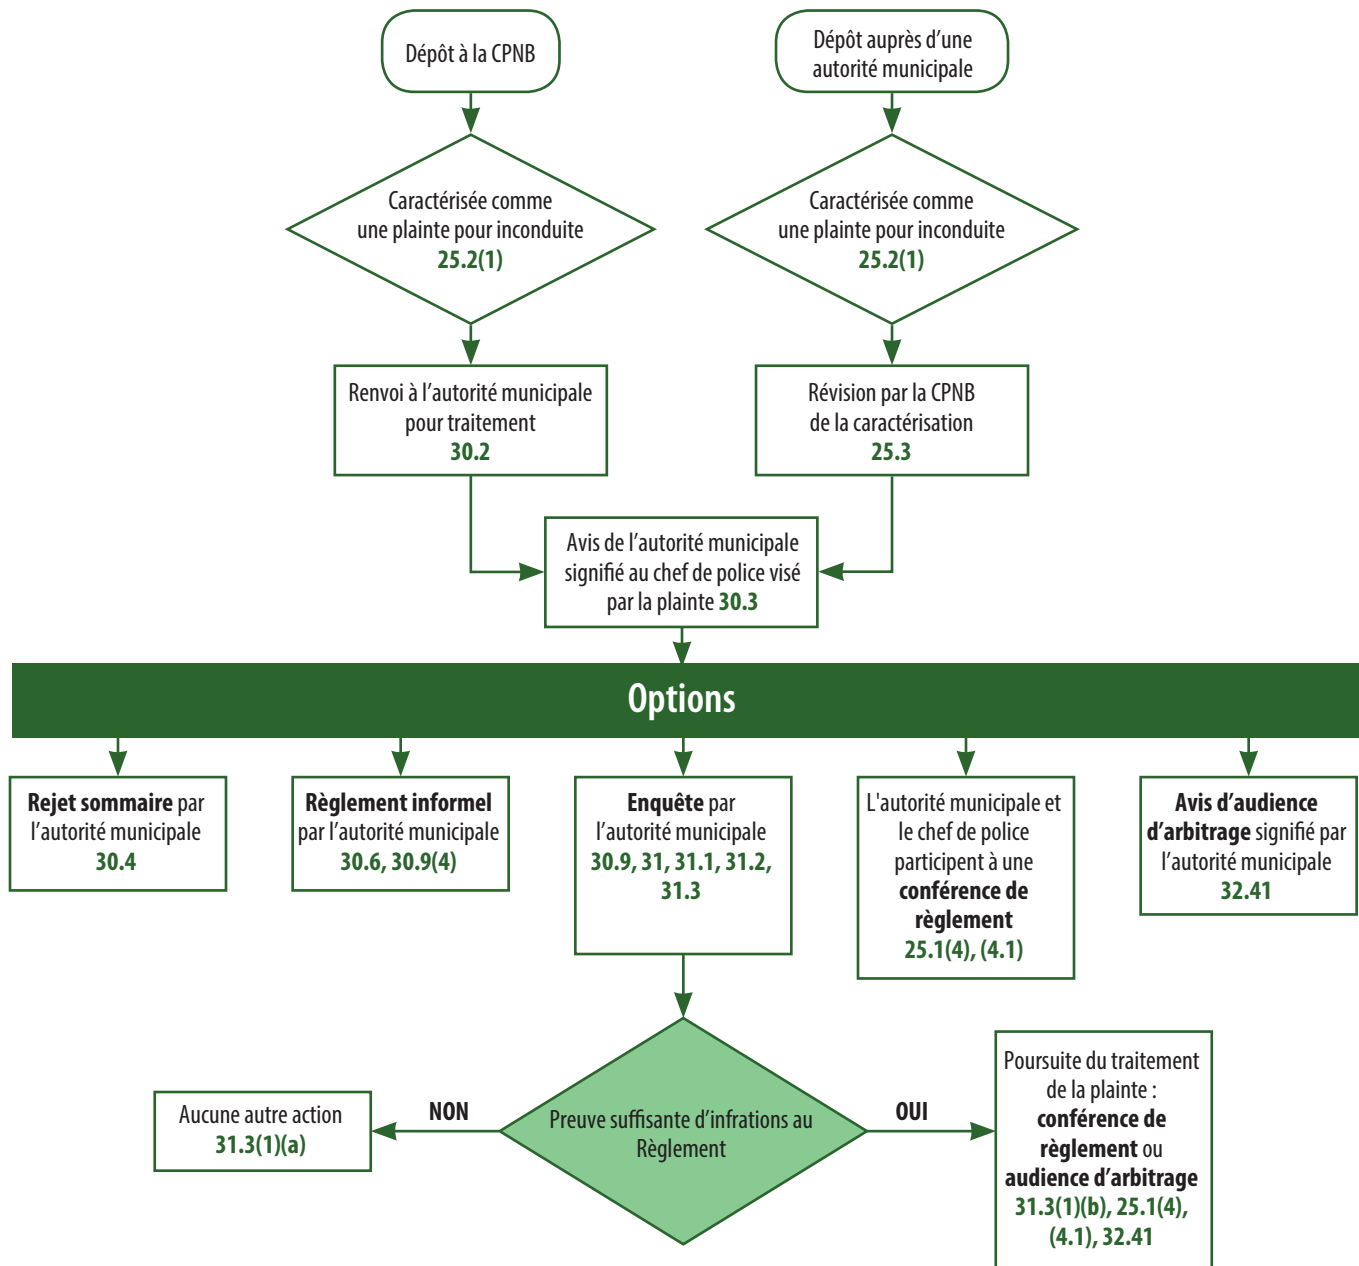 Dépôt à la CPNB
Dépôt auprès d’une
autorité municipale
Caractérisée comme
une plainte pour inconduite
25.2(1)
Caractérisée comme
une plainte pour inconduite
25.2(1)
Renvoi à l’autorité municipale
pour traitement
30.2
Révision par la CPNB
de la caractérisation
25.3
Avis de l’autorité municipale
signifié au chef de police visé
par la plainte 30.3
Options
Rejet sommaire par
l’autorité municipale
30.4
Règlement informel
par l’autorité municipale
30.6, 30.9(4)
Enquête par
l’autorité municipale
30.9, 31, 31.1, 31.2,
31.3
L'autorité municipale et
le chef de police
participent à une
conférence de
règlement
25.1(4), (4.1)
Avis d’audience
d’arbitrage signifié par
l’autorité municipale
32.41
Aucune autre action
31.3(1)(a)
NON
Preuve suffisante d’infrations au
Règlement
OUI
Poursuite du traitement
de la plainte :
conférence de
règlement ou
audience d’arbitrage
31.3(1)(b), 25.1(4),
(4.1), 32.41